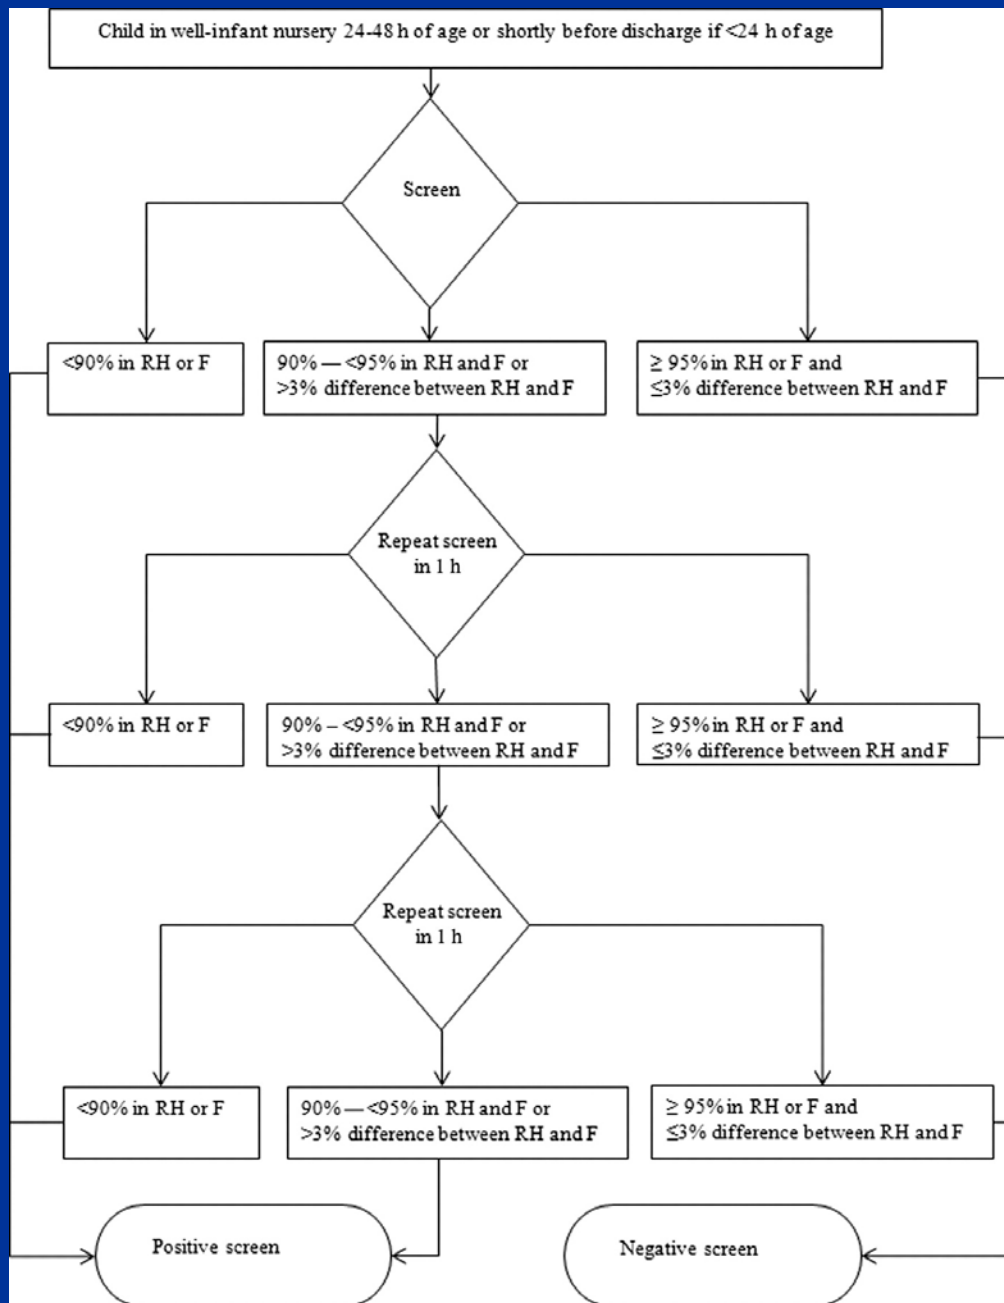 Child in well-infant nursery 24-48 h of age or shortly before discharge if <24 h of age
Screen
<90% in RH or F
90% — <95% in RH and F or
>3% difference between RH and F
≥ 95% in RH or F and
≤3% difference between RH and F
Repeat screen
in 1 h
<90% in RH or F
90% – <95% in RH and F or
>3% difference between RH and F
≥ 95% in RH or F and
≤3% difference between RH and F
Repeat screen
in 1 h
<90% in RH or F
90% — <95% in RH and F or
>3% difference between RH and F
≥ 95% in RH or F and
≤3% difference between RH and F
Positive screen
Negative screen